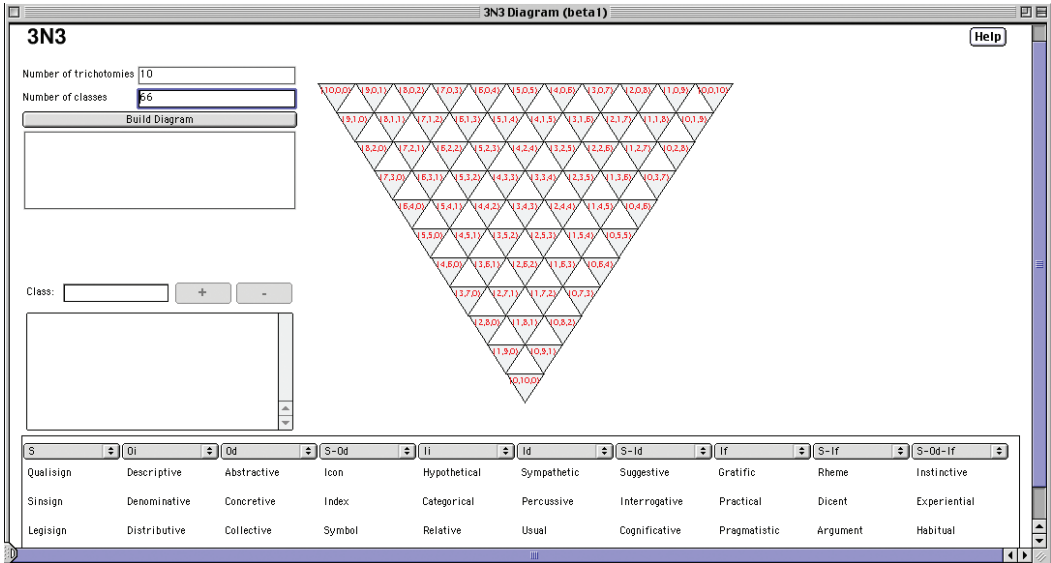 3N3 Diagram (beta1)
3N3
Help
Number of trichotomies 10
Number of classes 66
Build Diagram
(10,0,0) (9,0,1) (8,0,2) (7,0,3) (6,0,4) (5,0,5) (4,0,6) (3,0,7) (2,0,8) (1,0,9) (0,0,10)
(9,1,0) (8,1,1) (7,1,2) (6,1,3) (5,1,4) (4,1,5) (3,1,6) (2,1,7) (1,1,8) (0,1,9)
(8,2,0) (7,2,1) (6,2,2) (5,2,3) (4,2,4) (3,2,5) (2,2,6) (1,2,7) (0,2,8)
(7,3,0) (6,3,1) (5,3,2) (4,3,3) (3,3,4) (2,3,5) (1,3,6) (0,3,7)
(6,4,0) (5,4,1) (4,4,2) (3,4,3) (2,4,4) (1,4,5) (0,4,6)
(5,5,0) (4,5,1) (3,5,2) (2,5,3) (1,5,4) (0,5,5)
(4,6,0) (3,6,1) (2,6,2) (1,6,3) (0,6,4)
(3,7,0) (2,7,1) (1,7,2) (0,7,3)
(2,8,0) (1,8,1) (0,8,2)
(1,9,0) (0,9,1)
(0,10,0)
Class: + -
S Oi Od S-Od Ii Id S-Id If S-If S-Od-If
Qualisign Descriptive Abstractive Icon Hypothetical Sympathetic Suggestive Gratific Rheme Instinctive
Sinsign Denominative Concretive Index Categorical Percussive Interrogative Practical Dicent Experiential
Legisign Distributive Collective Symbol Relative Usual Cognificative Pragmatistic Argument Habitual